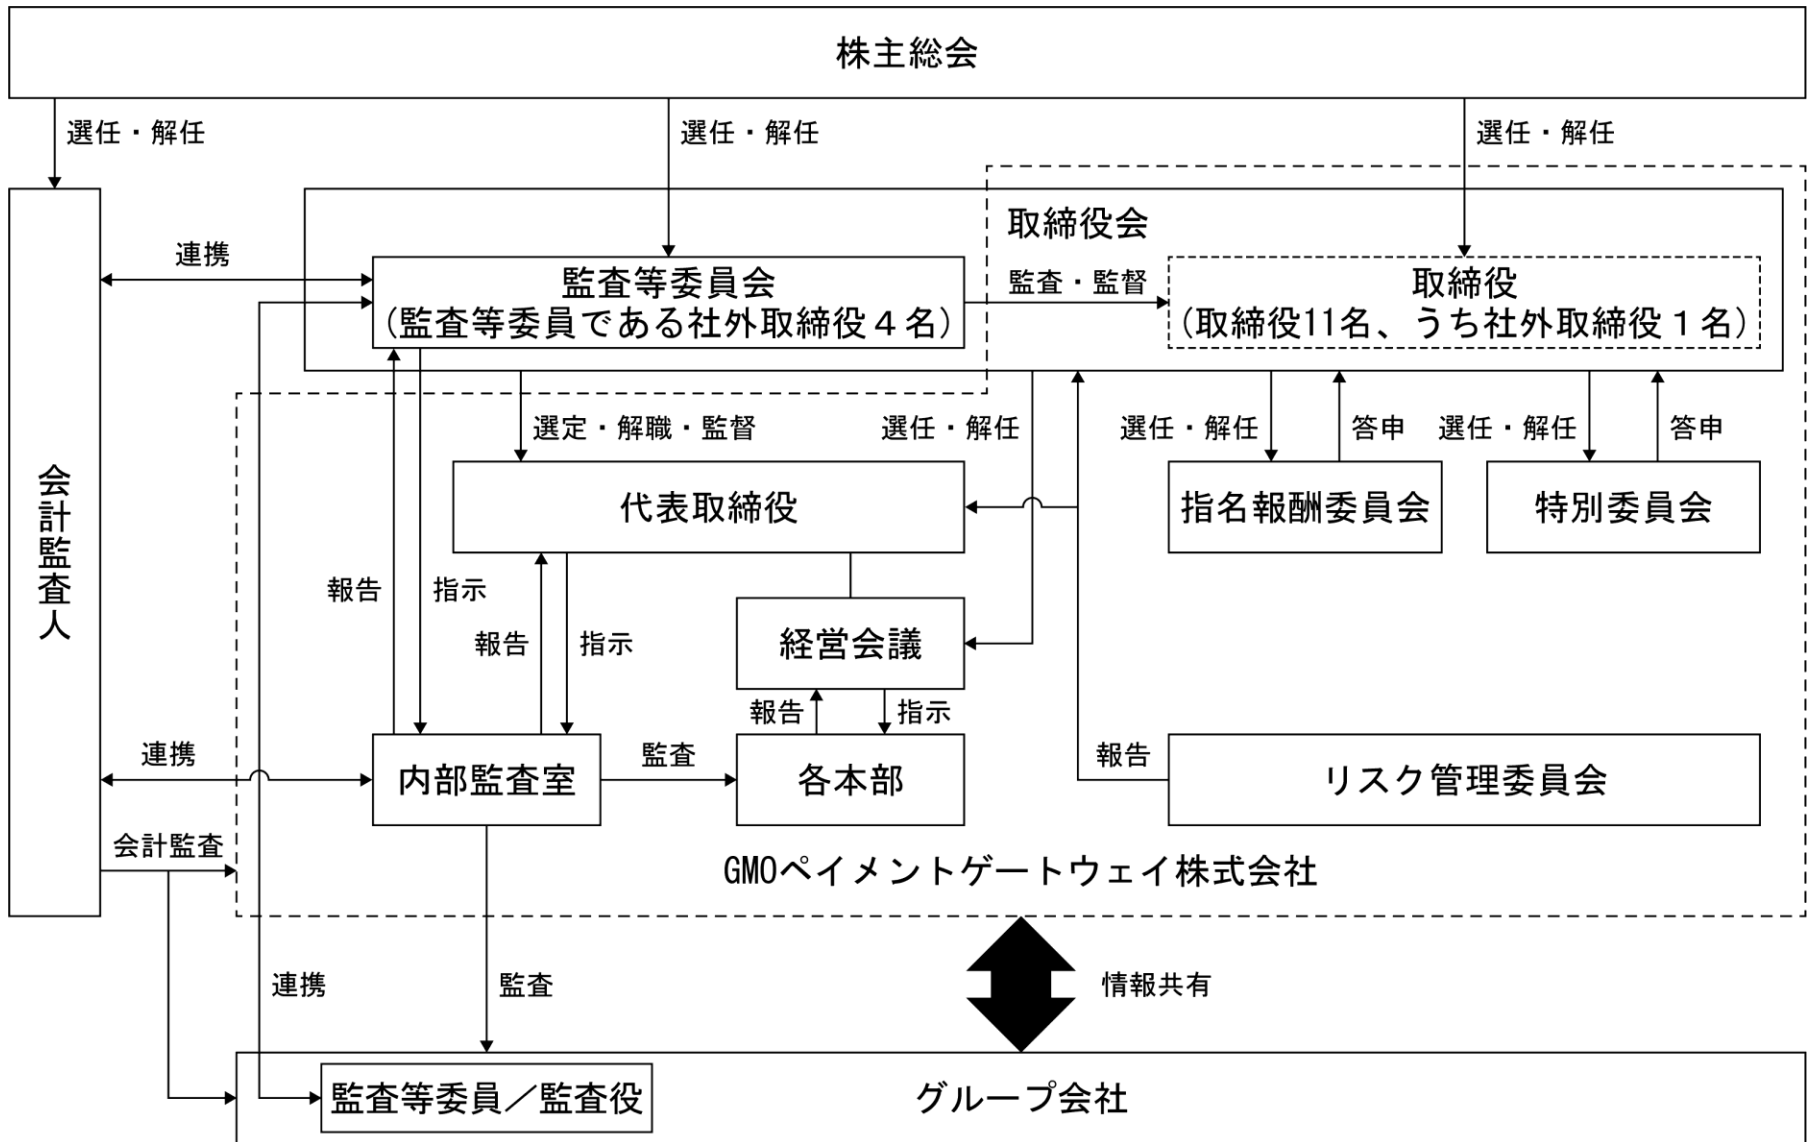 株主総会
選任・解任
選任・解任
選任・解任
取締役会
連携
監査等委員会
(監査等委員である社外取締役４名)
監査・監督
取締役
(取締役11名、うち社外取締役１名)
選定・解職・監督
選任・解任
選任・解任
答申
選任・解任
答申
会計監査人
代表取締役
指名報酬委員会
特別委員会
報告
指示
報告
指示
経営会議
報告
指示
連携
内部監査室
監査
各本部
報告
リスク管理委員会
会計監査
GMOペイメントゲートウェイ株式会社
連携
監査
情報共有
監査等委員／監査役
グループ会社